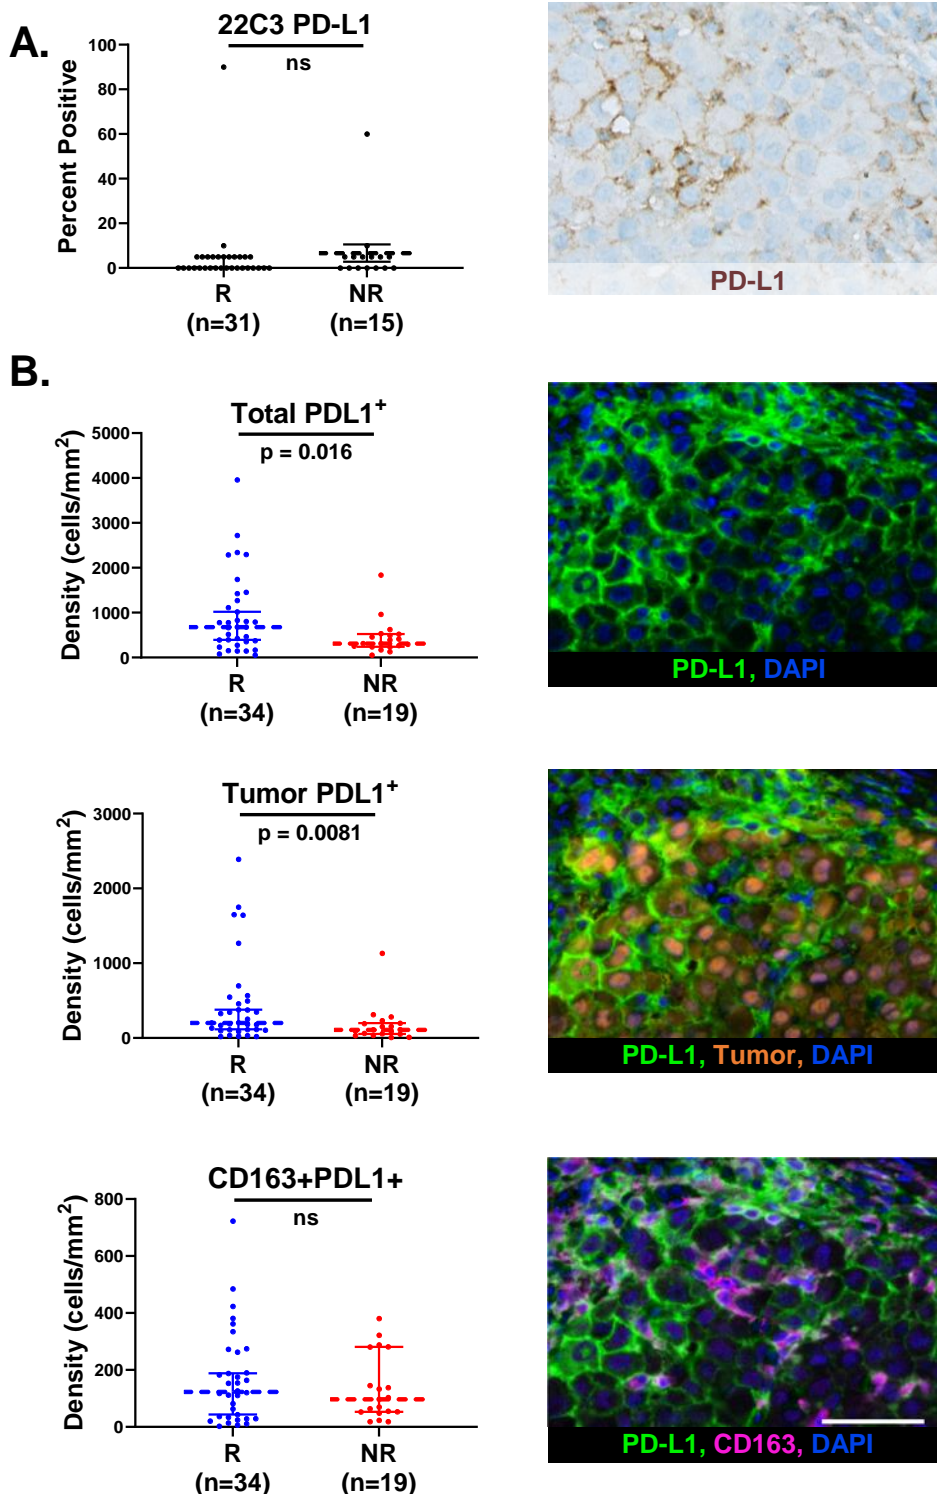 A.
22C3 PD-L1
ns
Percent Positive
100
80
60
40
20
0
R
(n=31)
NR
(n=15)
PD-L1
B.
Total PDL1+
p = 0.016
Density (cells/mm2)
5000
4000
3000
2000
1000
0
R
(n=34)
NR
(n=19)
PD-L1, DAPI
Tumor PDL1+
p = 0.0081
Density (cells/mm2)
3000
2000
1000
0
R
(n=34)
NR
(n=19)
PD-L1, Tumor, DAPI
CD163+PDL1+
ns
Density (cells/mm2)
800
600
400
200
0
R
(n=34)
NR
(n=19)
PD-L1, CD163, DAPI